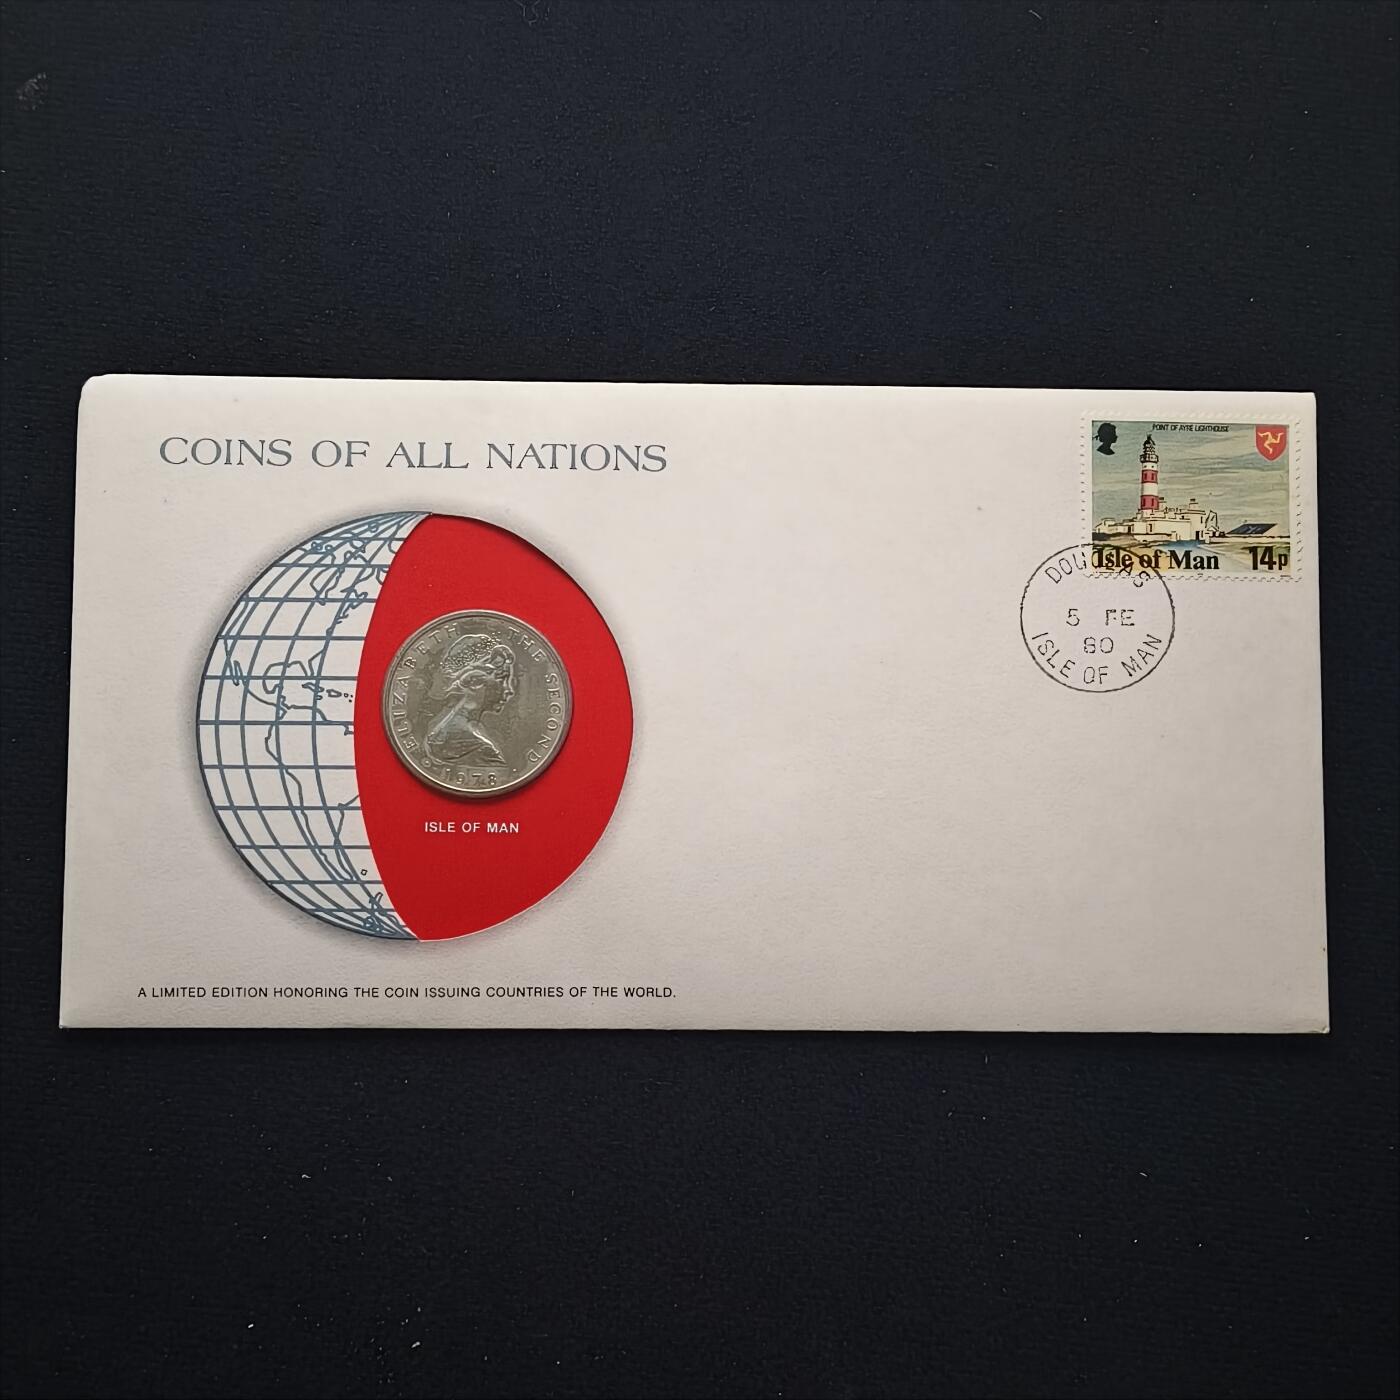 COINS OF ALL NATIONS
POINT OF AYRE LIGHTHOUSE
Isle of Man 14p
DOUGLAS
5 FE
80
ISLE OF MAN
ELIZABETH THE SECOND
1978
ISLE OF MAN
A LIMITED EDITION HONORING THE COIN ISSUING COUNTRIES OF THE WORLD.